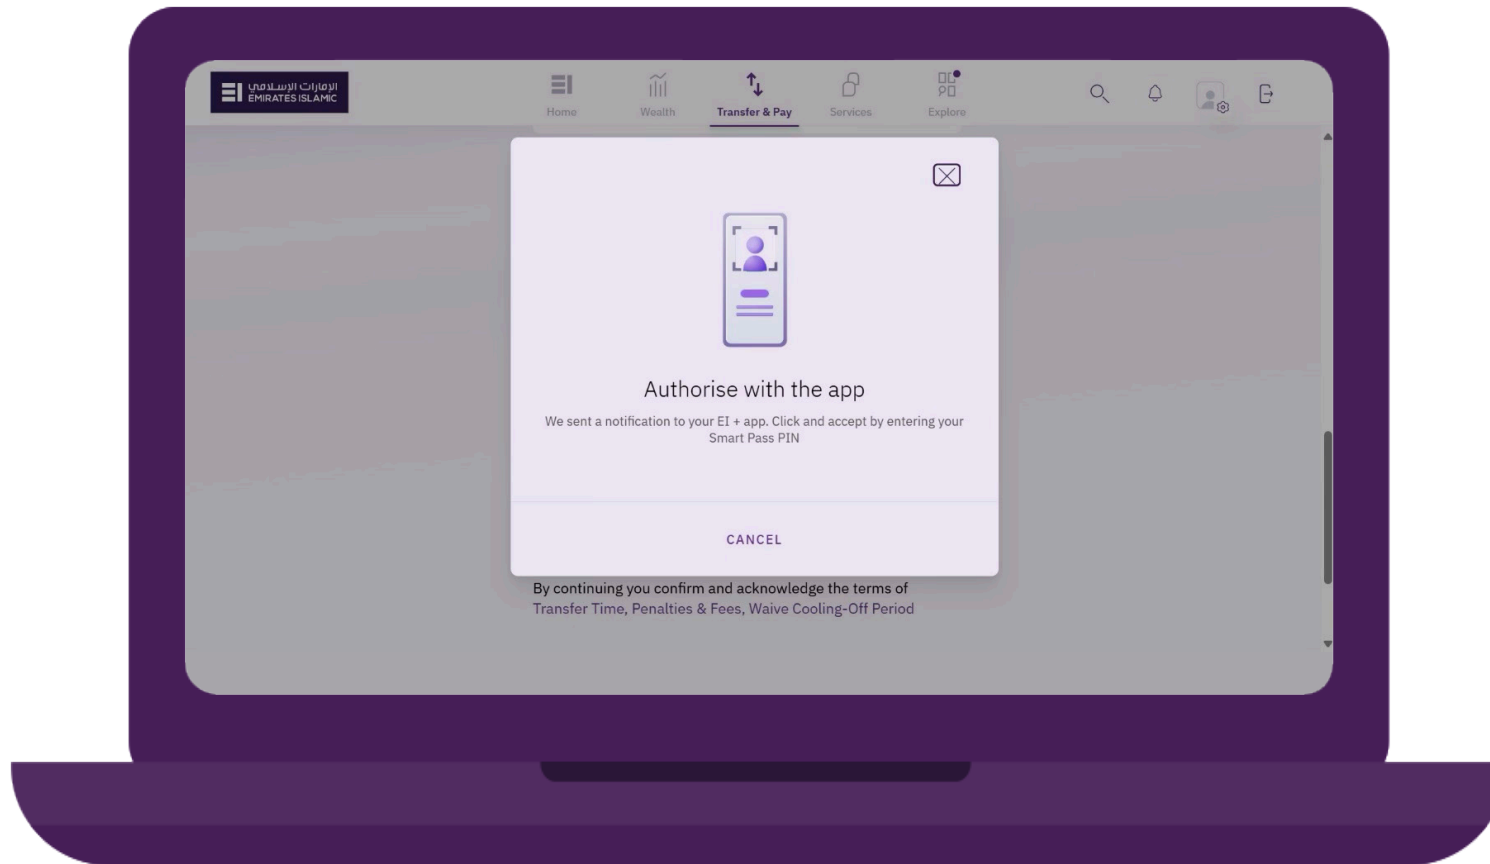 الإمارات الإسلامي
EMIRATES ISLAMIC
Home
Wealth
Transfer & Pay
Services
Explore
Authorise with the app
We sent a notification to your EI + app. Click and accept by entering your
Smart Pass PIN
CANCEL
By continuing you confirm and acknowledge the terms of
Transfer Time, Penalties & Fees, Waive Cooling-Off Period